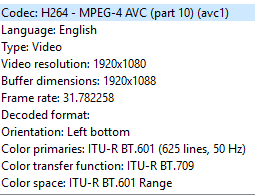 Codec: H264 - MPEG-4 AVC (part 10) (avc1)
Language: English
Type: Video
Video resolution: 1920x1080
Buffer dimensions: 1920x1088
Frame rate: 31.782258
Decoded format:
Orientation: Left bottom
Color primaries: ITU-R BT.601 (625 lines, 50 Hz)
Color transfer function: ITU-R BT.709
Color space: ITU-R BT.601 Range